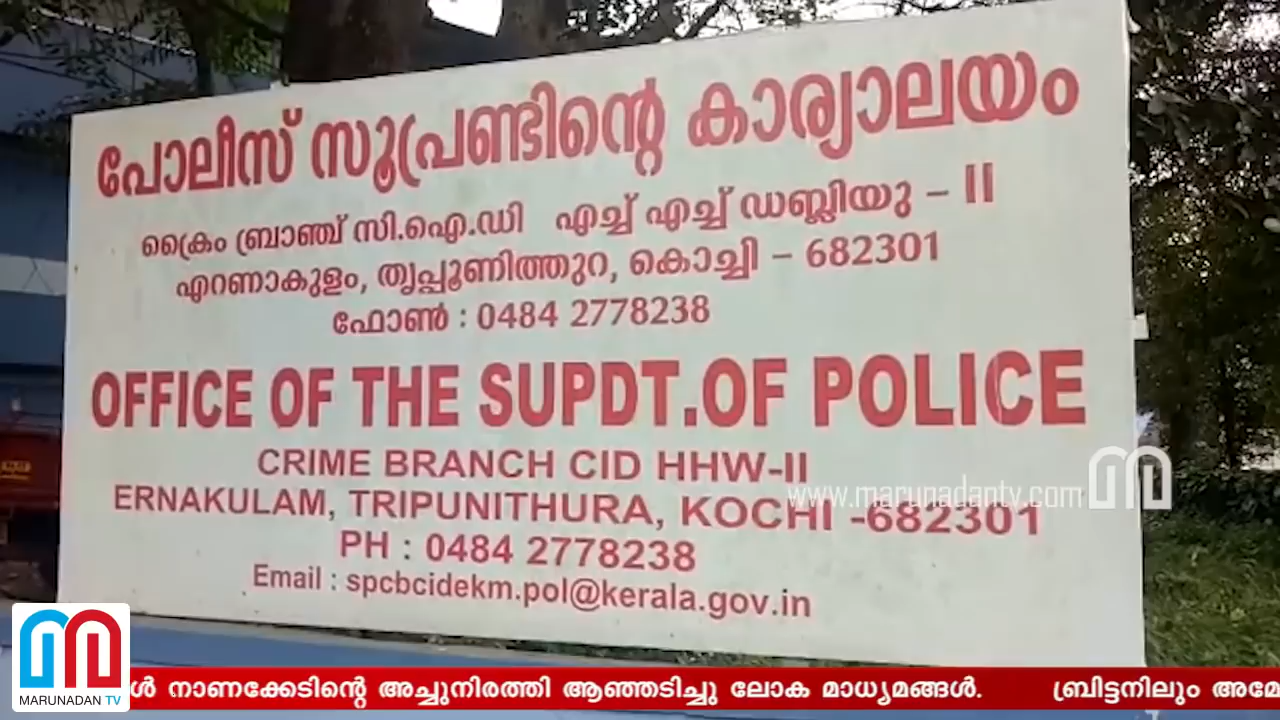 പോലീസ് സൂപ്രണ്ടിന്റെ കാര്യാലയം
ക്രൈം ബ്രാഞ്ച് സി.ഐ.ഡി എച്ച് എച്ച് ഡബ്ലിയു – II
എറണാകുളം, തൃപ്പൂണിത്തുറ, കൊച്ചി – 682301
ഫോൺ : 0484 2778238
OFFICE OF THE SUPDT.OF POLICE
CRIME BRANCH CID HHW-II
ERNAKULAM, TRIPUNITHURA, KOCHI -682301
PH : 0484 2778238
Email : spcbcidekm.pol@kerala.gov.in
www.marunadantv.com
MARUNADAN TV
നാണക്കേടിന്റെ അച്ചുനിരത്തി ആഞ്ഞടിച്ചു ലോക മാധ്യമങ്ങൾ. ബ്രിട്ടനിലും